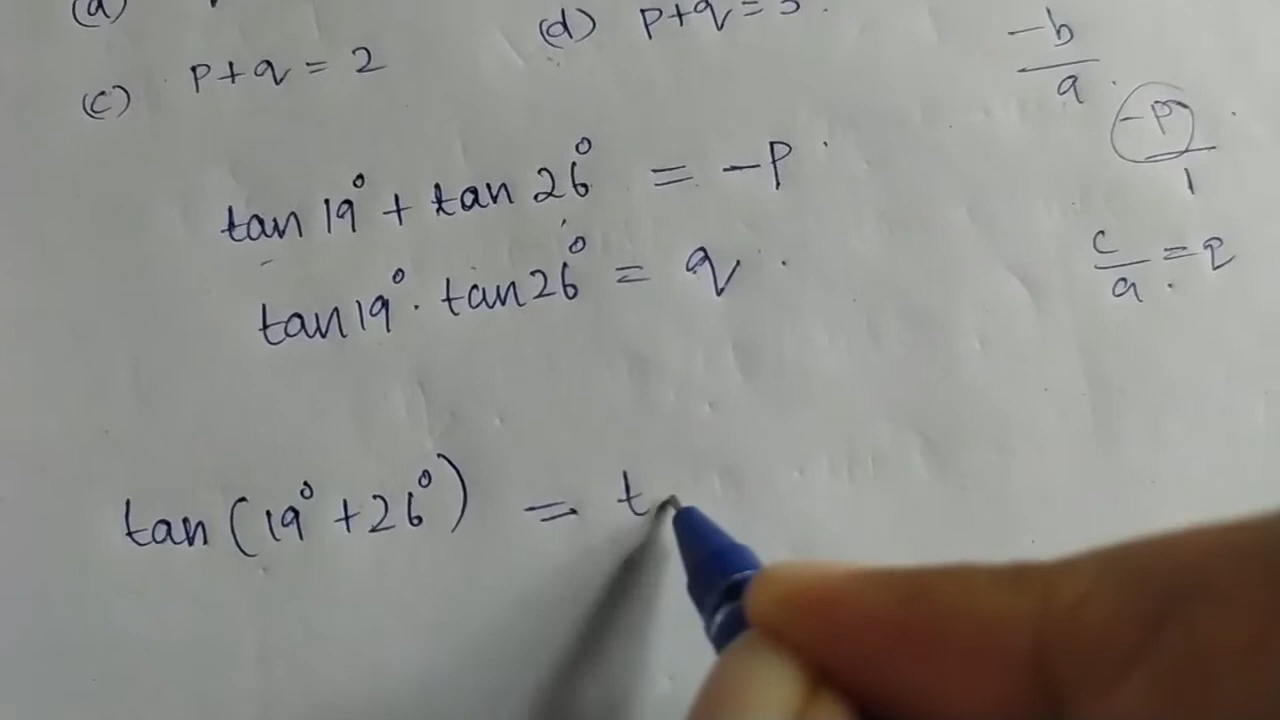 (a)
(d) p+q = 3.
(c) p+q = 2
-b/a.
-p/1
tan 19° + tan 26° = -p
tan 19° · tan 26° = q
c/a = q
tan (19° + 26°) = t